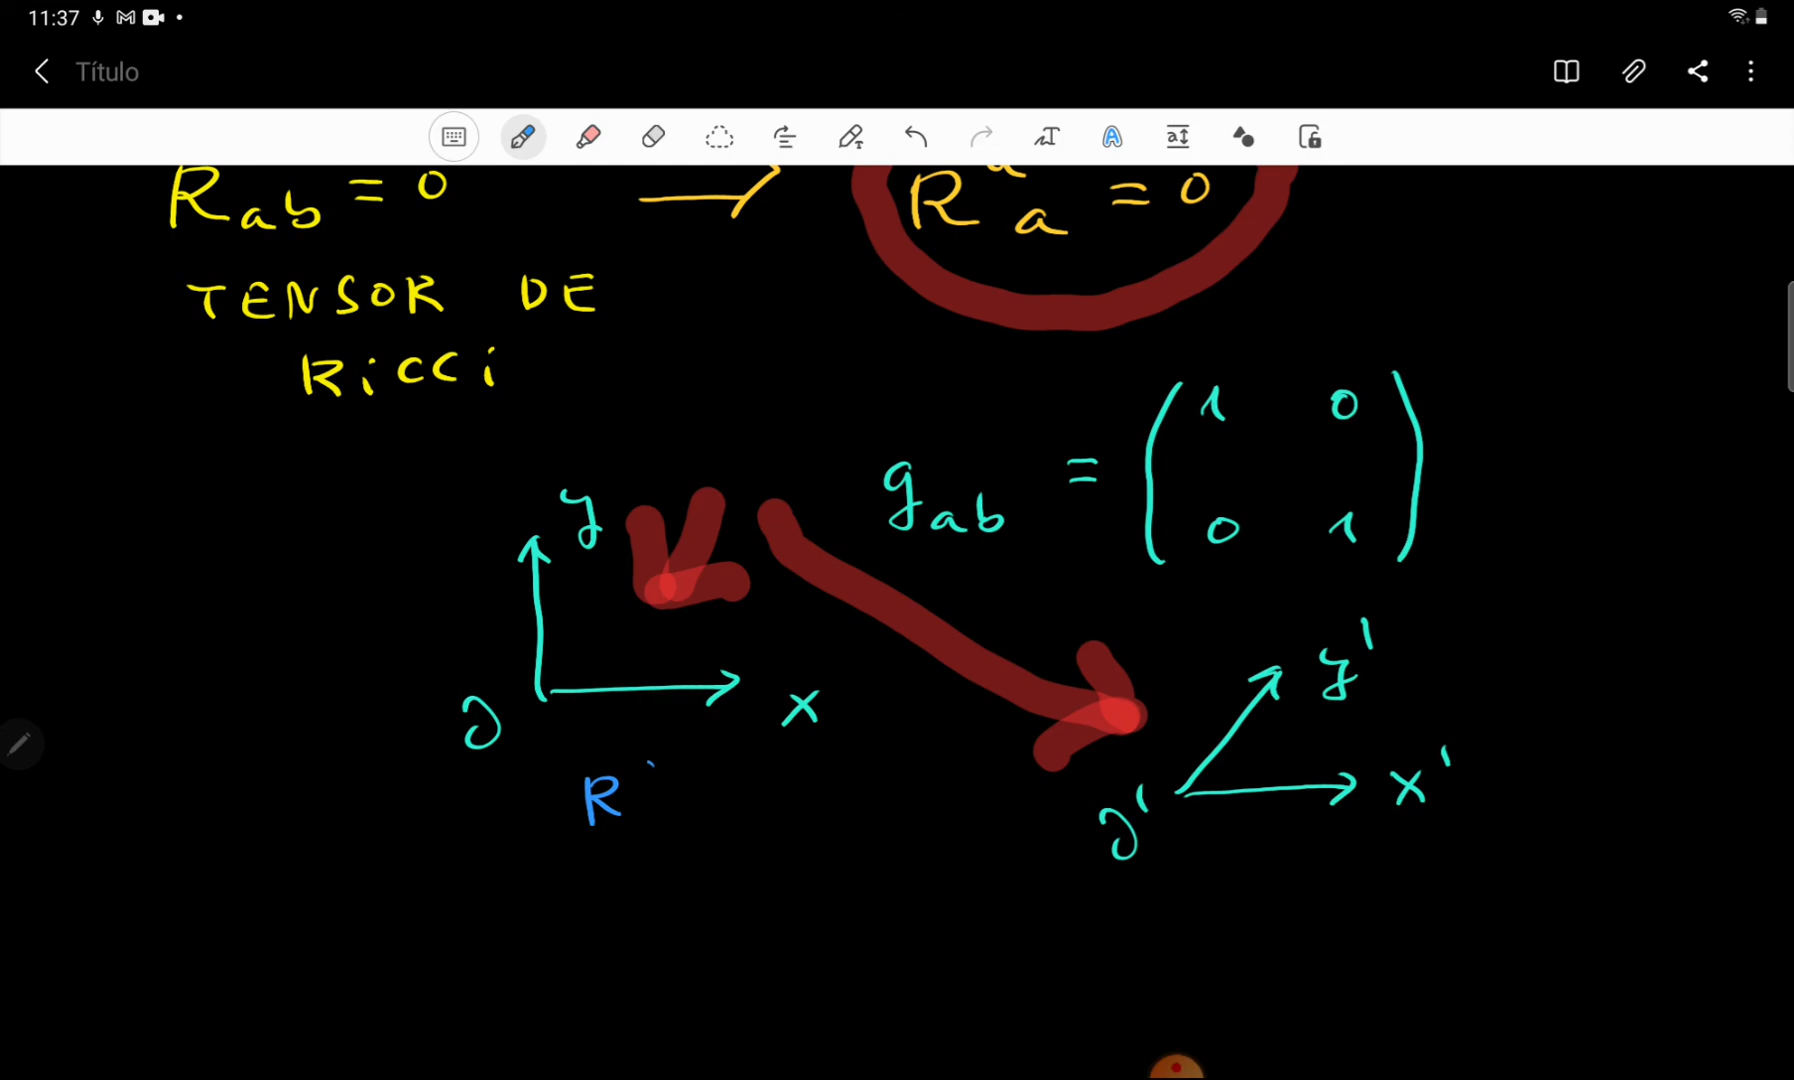 11:37
Título
R_ab = 0 → R^a_a = 0
TENSOR DE
RiCCi
g_ab = ( 1 0
0 1 )
y
O x
y'
O' x'
R